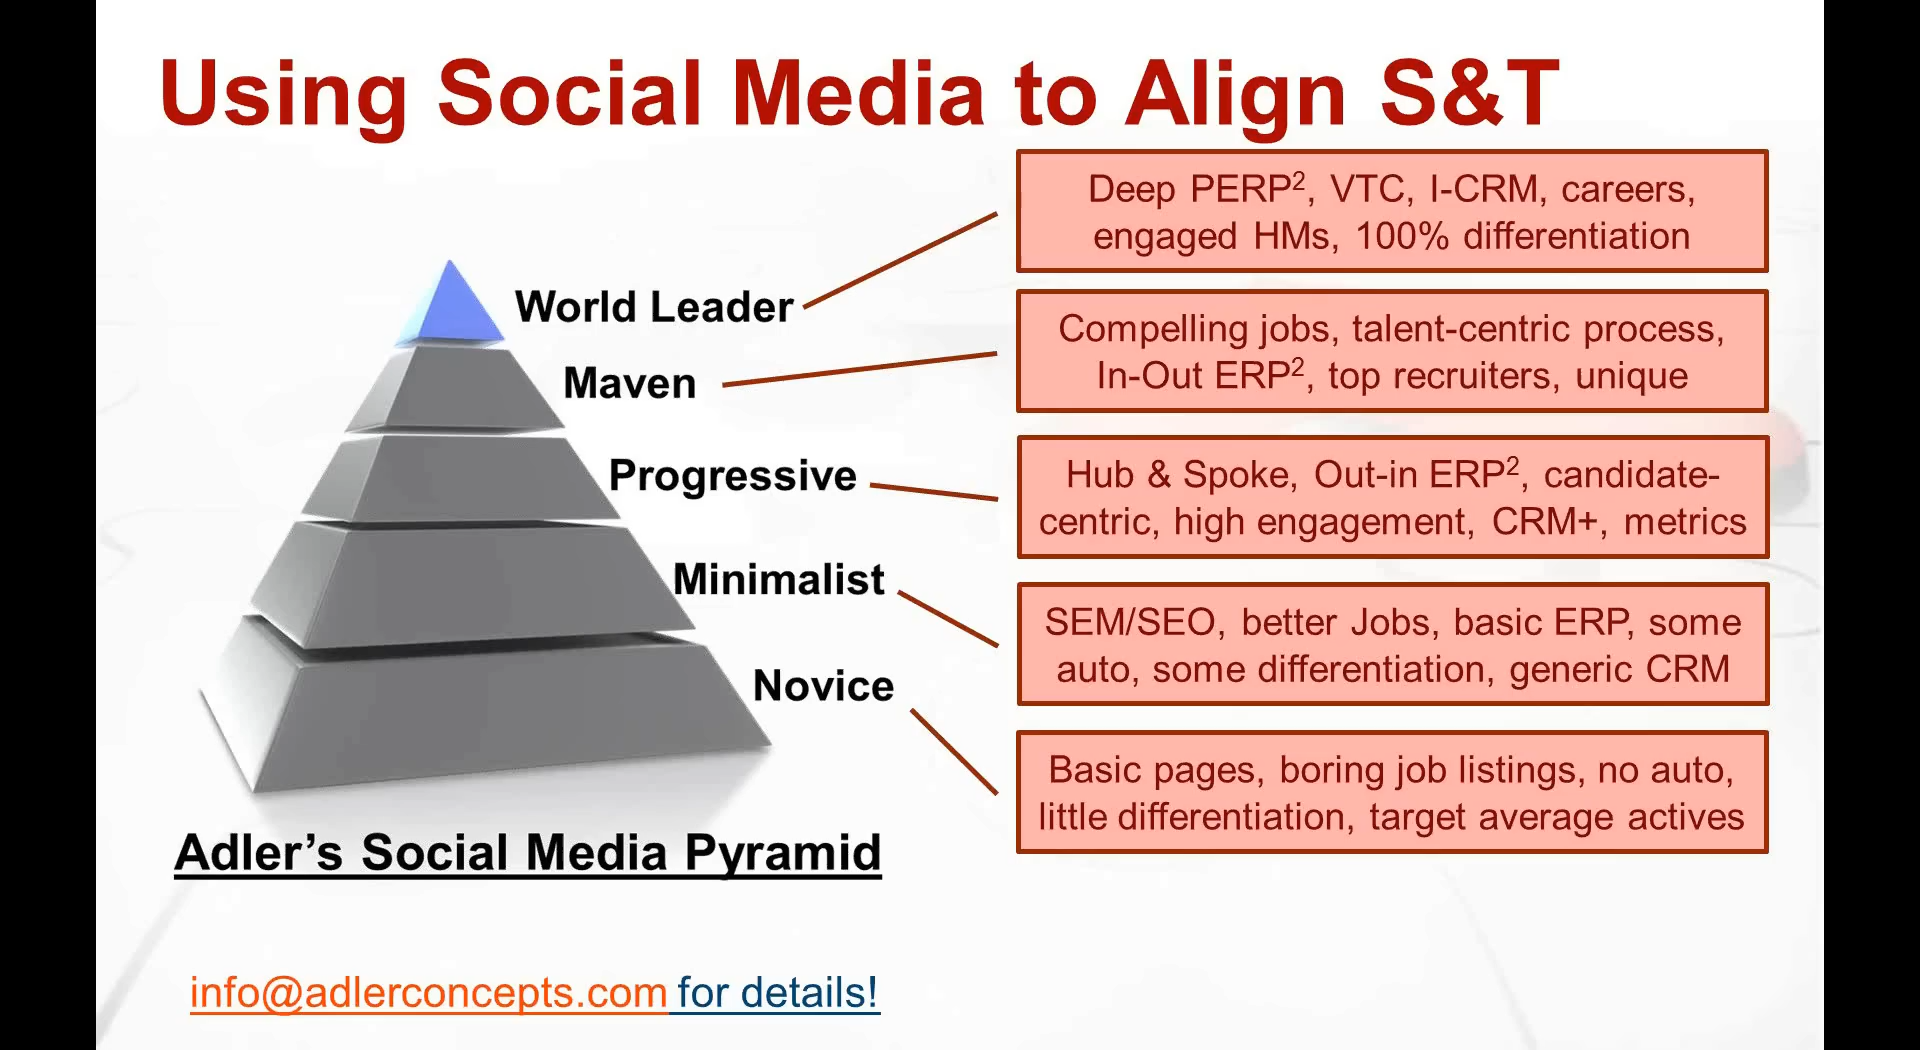 Using Social Media to Align S&T
World Leader
Deep PERP², VTC, I-CRM, careers,
engaged HMs, 100% differentiation
Maven
Compelling jobs, talent-centric process,
In-Out ERP², top recruiters, unique
Progressive
Hub & Spoke, Out-in ERP², candidate-
centric, high engagement, CRM+, metrics
Minimalist
SEM/SEO, better Jobs, basic ERP, some
auto, some differentiation, generic CRM
Novice
Basic pages, boring job listings, no auto,
little differentiation, target average actives
Adler’s Social Media Pyramid
info@adlerconcepts.com for details!